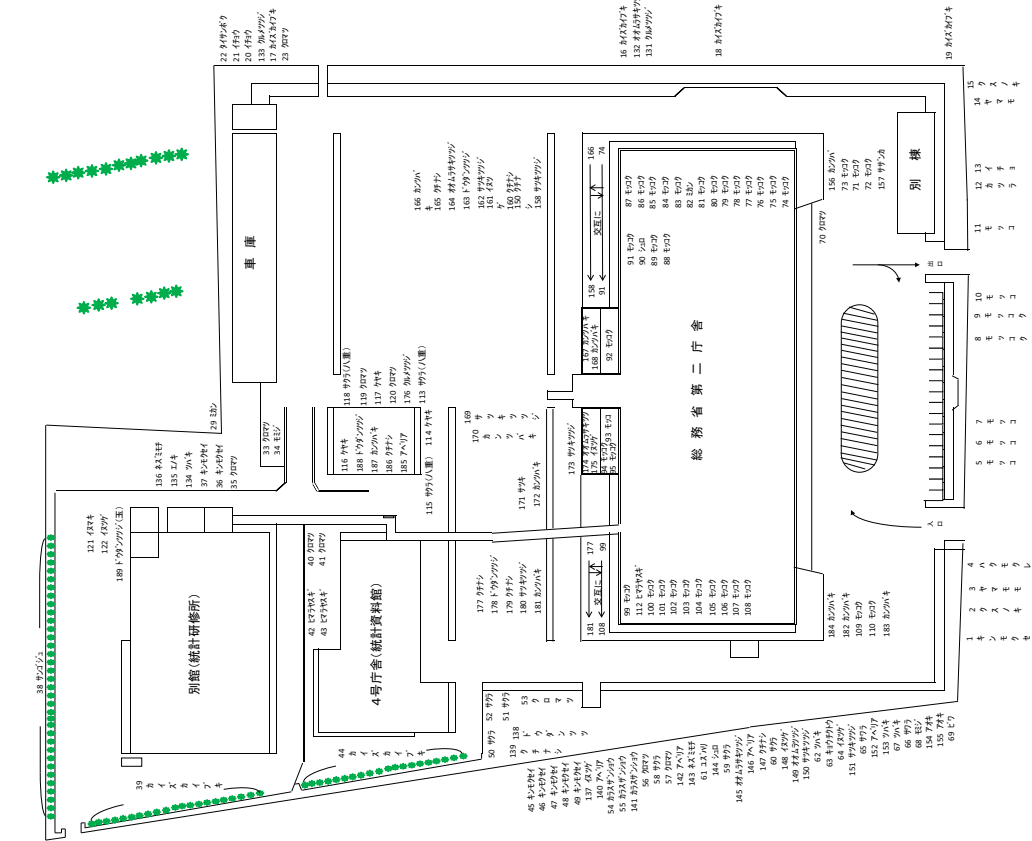 22 タイサンボク
21 イチョウ
20 イチョウ
133 クルメツツジ
17 カイズカイブキ
23 クロマツ
16 カイズカイブキ
132 オオムラサキツツジ
131 クルメツツジ
18 カイズカイブキ
19 カイズカイブキ
15 クスノキ
14 ヤマモモ
13 イチョ
12 カツラ
11 モッコ
10 モッコ
9 モッコク
8 モッコク
7 モッコ
6 モッコ
5 モッコ
4 ハクモクレ
3 ヤマモモ
2 クスノキ
1 キンモクセ
車庫
別棟
総務省第二庁舎
別館(統計研修所)
4号庁舎(統計資料館)
出口
入口
166 カンツバキ
165 クチナシ
164 オオムラサキツツジ
163 ドウダンツツジ
162 サツキツツジ
161 イヌツゲ
160 クチナシ
150 クチナシ
158 サツキツツジ
166
74
交互に
158
91
87 モッコク
86 モッコク
85 モッコク
84 モッコク
83 モッコク
82 ミカン
81 モッコク
80 モッコク
79 モッコク
78 モッコク
77 モッコク
76 モッコク
75 モッコク
74 モッコク
91 モッコク
90 シュロ
89 モッコク
88 モッコク
156 カンツバキ
73 モッコク
71 モッコク
72 モッコク
157 サザンカ
70 クロマツ
167 カンツバキ
168 カンツバキ
92 モッコク
118 サクラ(八重)
119 クロマツ
117 ケヤキ
120 クロマツ
176 クルメツツジ
113 サクラ(八重)
116 ケヤキ
188 ドウダンツツジ
187 カンツバキ
186 クチナシ
185 アベリア
114 ケヤキ
115 サクラ(八重)
169 サツキツツジ
170 カンツバキ
171 サツキ
172 カンツバキ
173 サツキツツジ
174 オオムラサキツツジ
175 イヌツゲ
93 モッコ
94 モッコク
95 モッコク
29 ミカン
33 クロマツ
34 モミジ
136 ネズミモチ
135 エノキ
134 ツバキ
37 キンモクセイ
36 キンモクセイ
35 クロマツ
121 イヌマキ
122 イヌツゲ
189 ドウダンツツジ(玉)
40 クロマツ
41 クロマツ
42 ヒマラヤスギ
43 ヒマラヤスギ
177 クチナシ
178 ドウダンツツジ
179 クチナシ
180 サツキツツジ
181 カンツバキ
177
99
交互に
181
108
99 モッコク
112 ヒマラヤスギ
100 モッコク
101 モッコク
102 モッコク
103 モッコク
104 モッコク
105 モッコク
106 モッコク
107 モッコク
108 モッコク
184 カンツバキ
182 カンツバキ
109 モッコク
110 モッコク
183 カンツバキ
38 サンゴジュ
39 カイズカイブキ
44 カイズカイブキ
52 サクラ
51 サクラ
53 クロマツ
50 サクラ
139 クチナシ
138 ドウダンツツ
45 キンモクセイ
46 キンモクセイ
47 キンモクセイ
48 キンモクセイ
49 キンモクセイ
137 イヌツゲ
140 アベリア
54 カラスザンショウ
55 カラスザンショウ
141 カラスザンショウ
56 クロマツ
58 サクラ
57 クロマツ
142 アベリア
143 ネズミモチ
61 ユズリハ
144 シュロ
59 サクラ
145 オオムラサキツツジ
146 アベリア
147 クチナシ
60 サクラ
148 イヌツゲ
149 オオムラツツジ
150 サツキツツジ
62 ツバキ
63 キョウチクトウ
64 イヌツゲ
151 サツキツツジ
65 サワラ
152 アベリア
153 ツバキ
67 ツバキ
66 サワラ
68 モミジ
154 アオキ
155 アオキ
69 ビワ